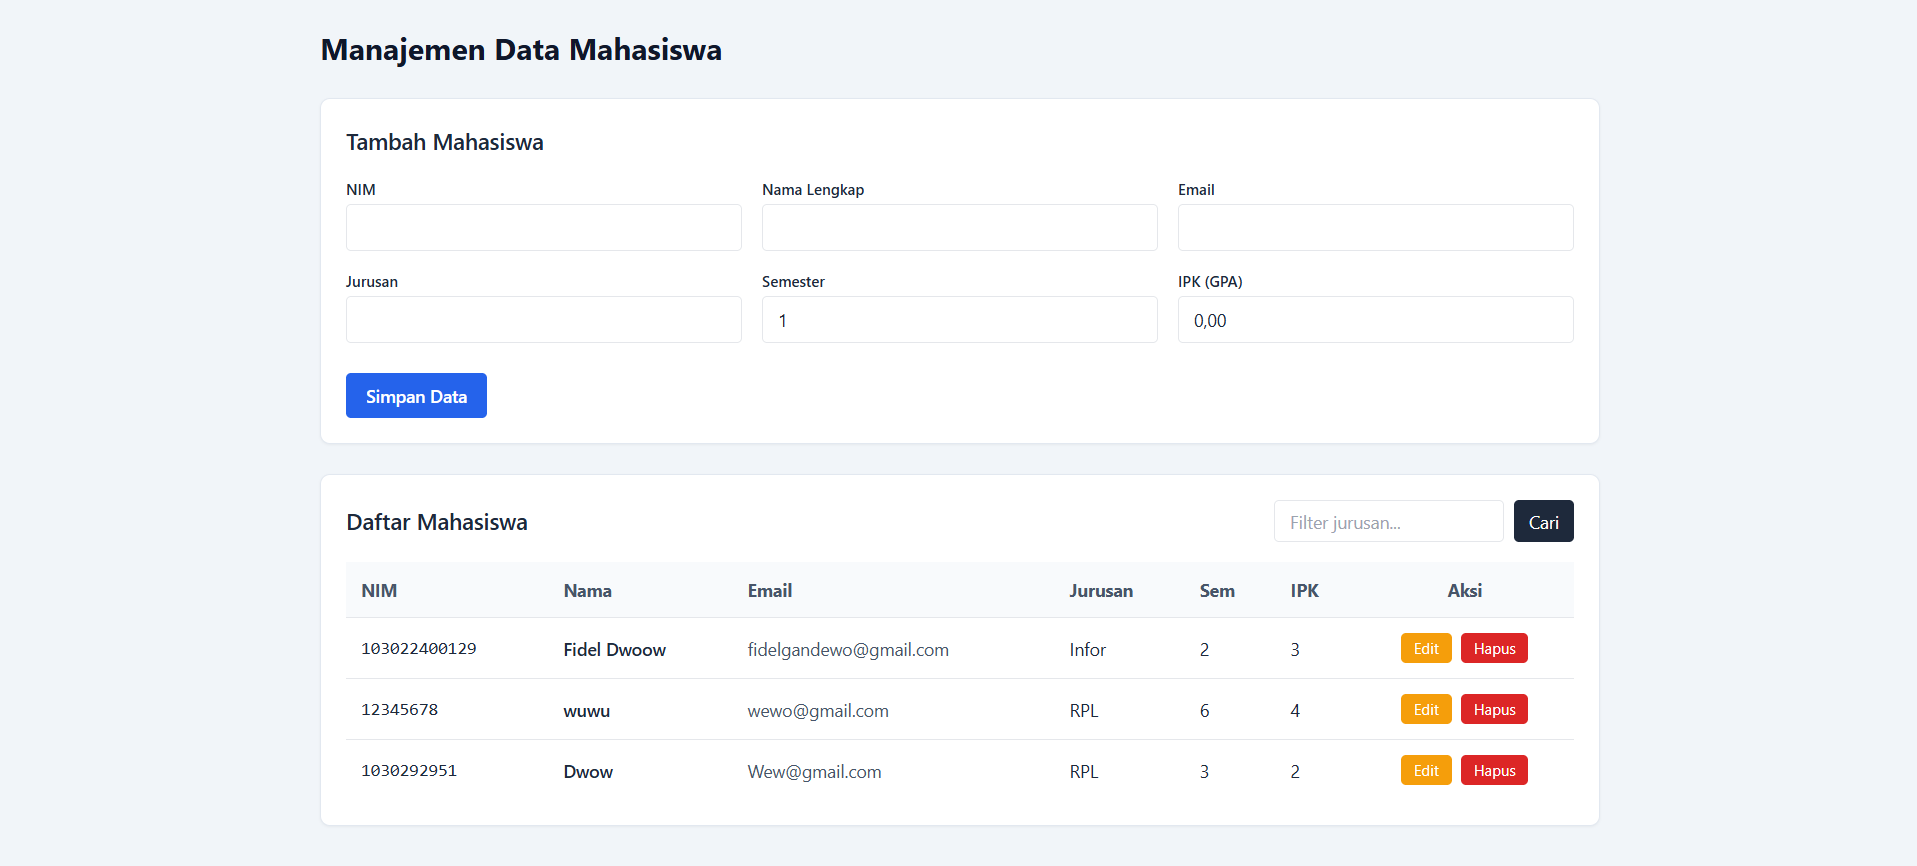 Manajemen Data Mahasiswa
Tambah Mahasiswa
NIM Nama Lengkap Email
Jurusan Semester IPK (GPA)
1 0,00
Simpan Data
Daftar Mahasiswa Filter jurusan... Cari
NIM Nama Email Jurusan Sem IPK Aksi
103022400129 Fidel Dwoow fidelgandewo@gmail.com Infor 2 3 Edit Hapus
12345678 wuwu wewo@gmail.com RPL 6 4 Edit Hapus
1030292951 Dwow Wew@gmail.com RPL 3 2 Edit Hapus